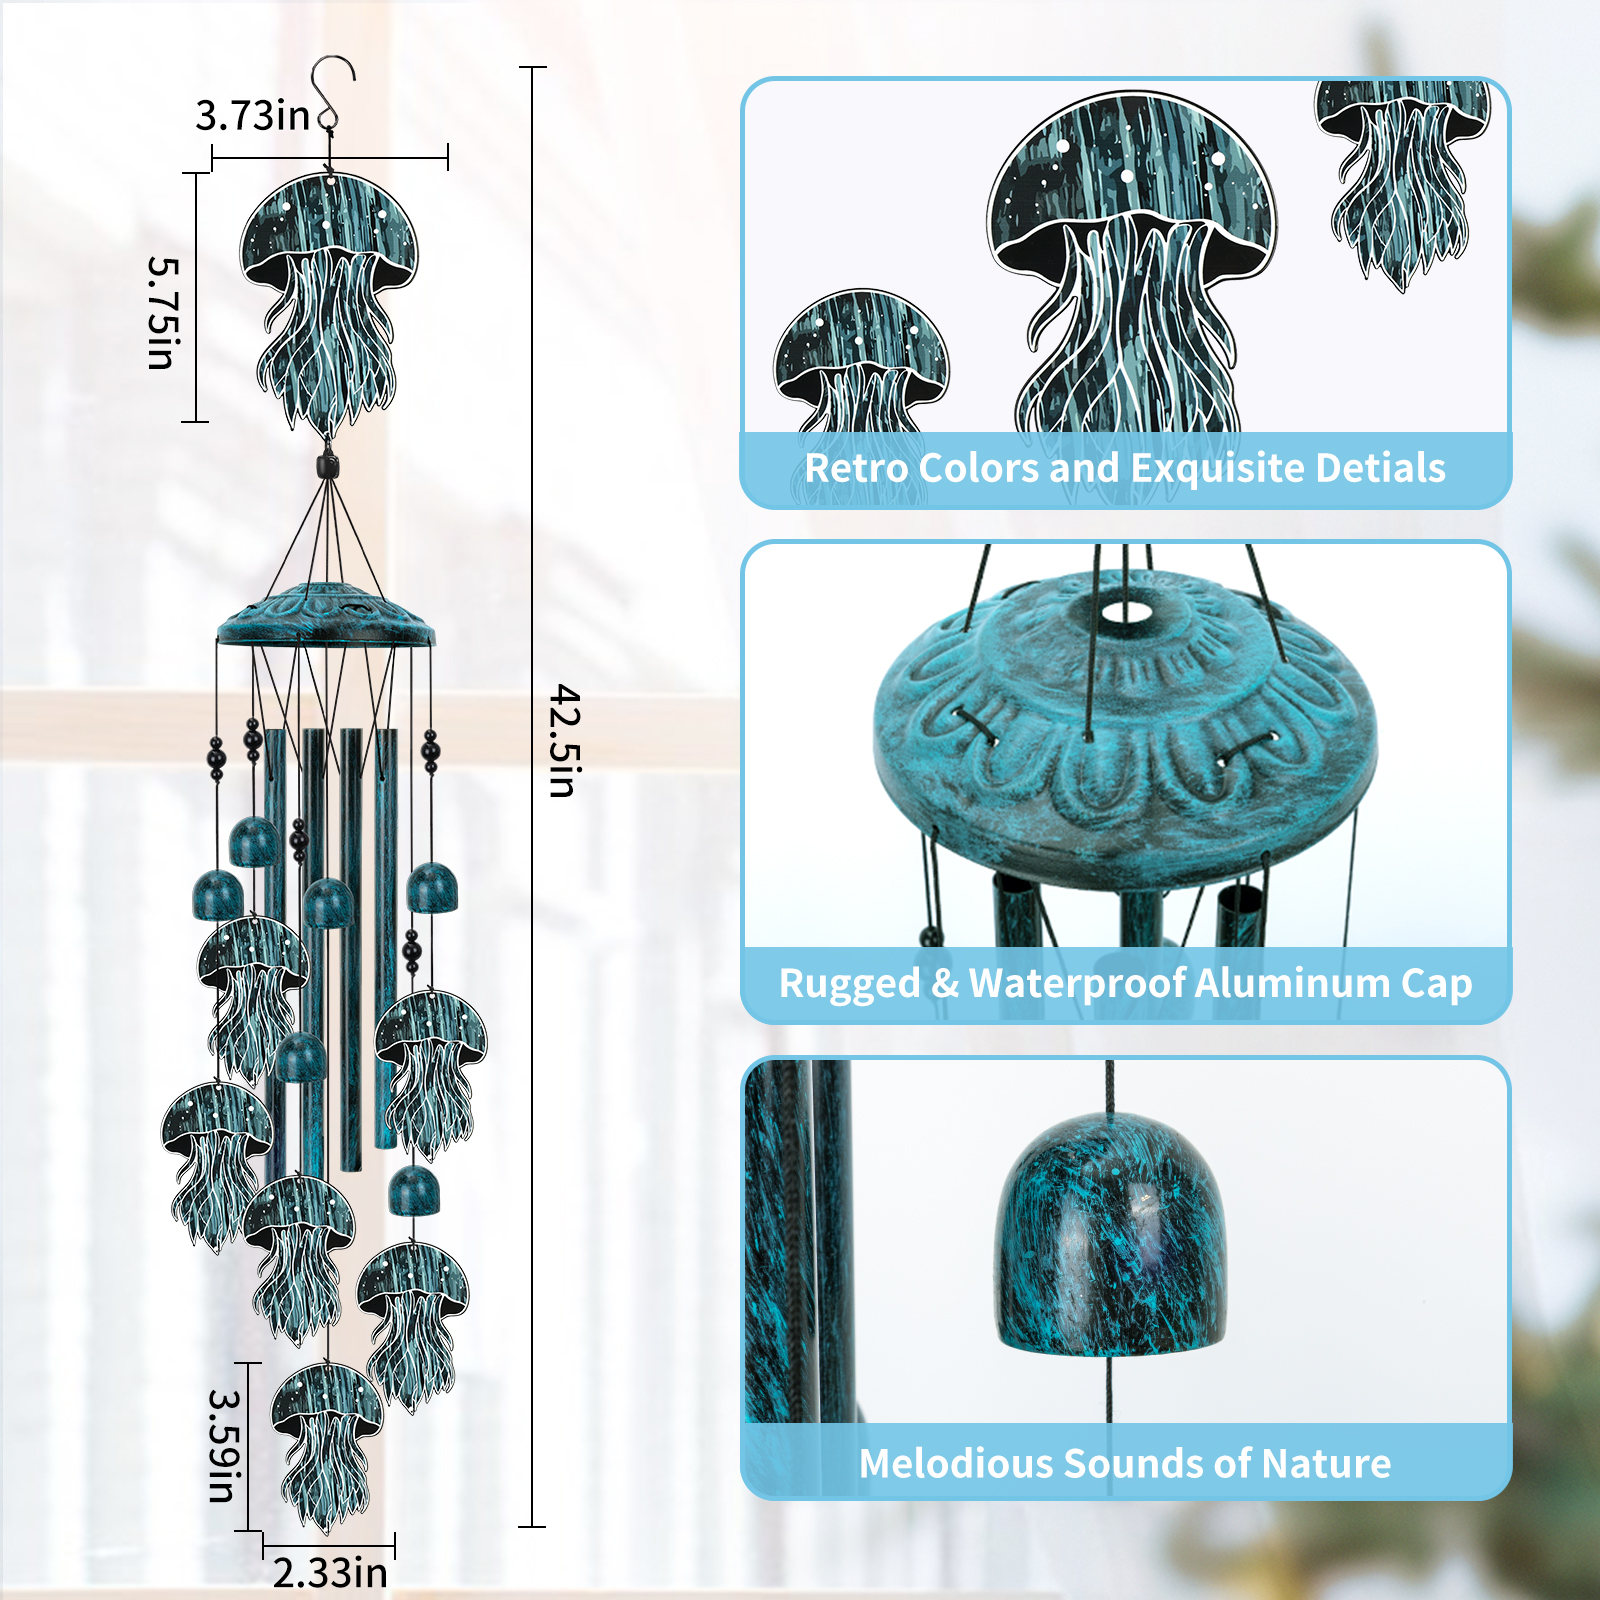 3.73in
5.75in
42.5in
3.59in
2.33in
Retro Colors and Exquisite Detials
Rugged & Waterproof Aluminum Cap
Melodious Sounds of Nature